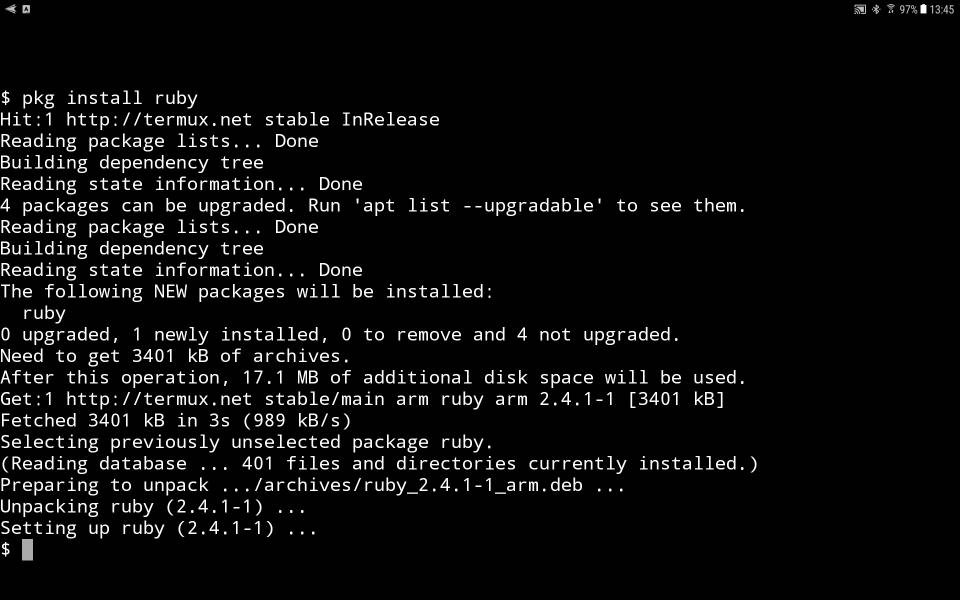 97% 13:45
$ pkg install ruby
Hit:1 http://termux.net stable InRelease
Reading package lists... Done
Building dependency tree
Reading state information... Done
4 packages can be upgraded. Run 'apt list --upgradable' to see them.
Reading package lists... Done
Building dependency tree
Reading state information... Done
The following NEW packages will be installed:
  ruby
0 upgraded, 1 newly installed, 0 to remove and 4 not upgraded.
Need to get 3401 kB of archives.
After this operation, 17.1 MB of additional disk space will be used.
Get:1 http://termux.net stable/main arm ruby arm 2.4.1-1 [3401 kB]
Fetched 3401 kB in 3s (989 kB/s)
Selecting previously unselected package ruby.
(Reading database ... 401 files and directories currently installed.)
Preparing to unpack .../archives/ruby_2.4.1-1_arm.deb ...
Unpacking ruby (2.4.1-1) ...
Setting up ruby (2.4.1-1) ...
$